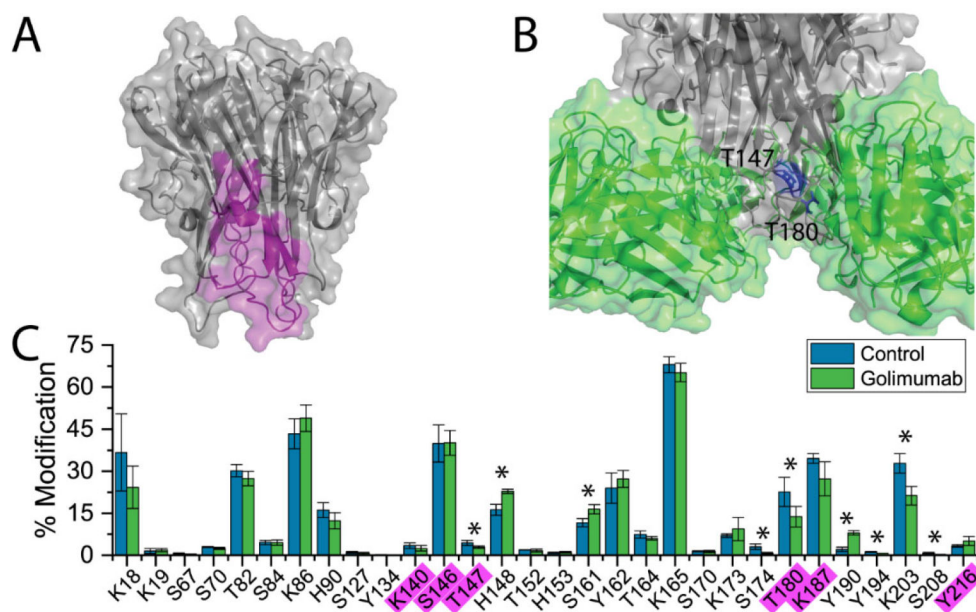 A
B
T147
T180
C
% Modification
75
60
45
30
15
0
Control
Golimumab
* * * * * * * *
K18 K19 S67 S70 T82 S84 K86 H90 S127 Y134 K140 S146 T147 H148 T152 H153 S161 Y162 T164 K165 S170 K173 S174 T180 K187 Y190 Y194 K203 S208 Y216